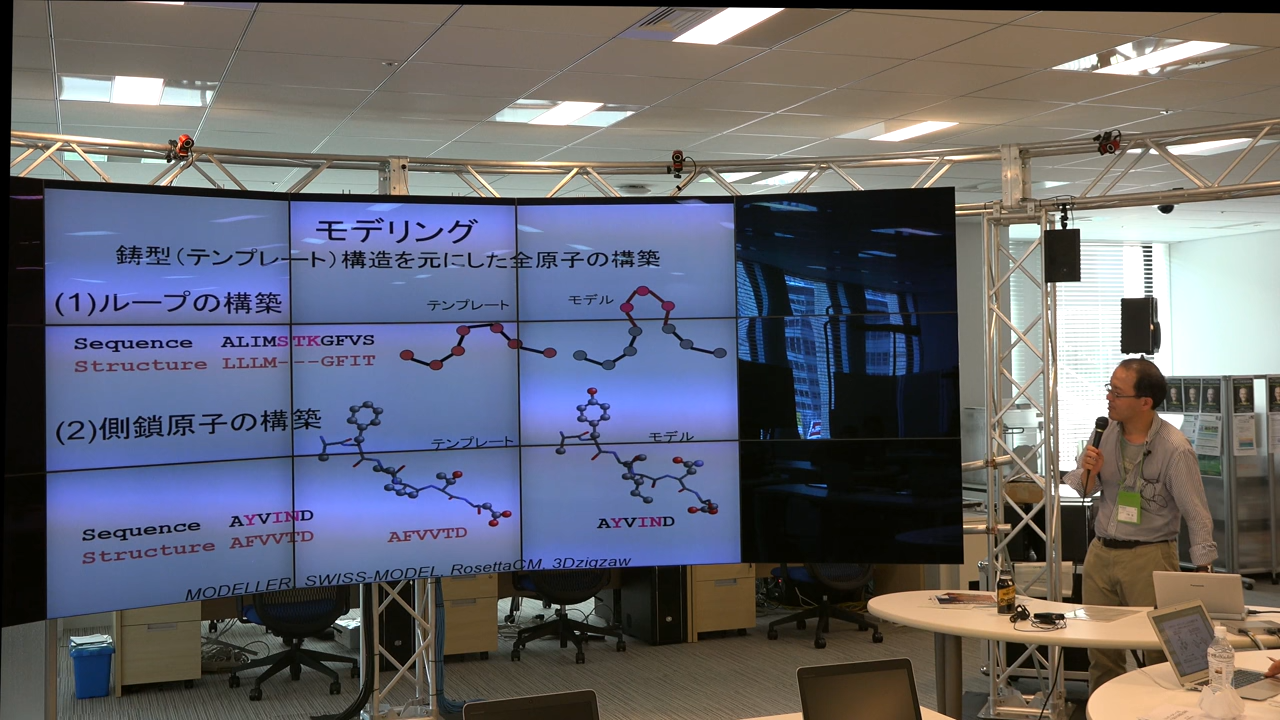 モデリング
鋳型(テンプレート)構造を元にした全原子の構築
(1)ループの構築
テンプレート
モデル
Sequence ALIMSTKGFVS
Structure LLLM---GFIT
(2)側鎖原子の構築
テンプレート
モデル
Sequence AYVIND
Structure AFVVTD
AFVVTD
AYVIND
MODELLER, SWISS-MODEL, RosettaCM, 3Dzigzaw